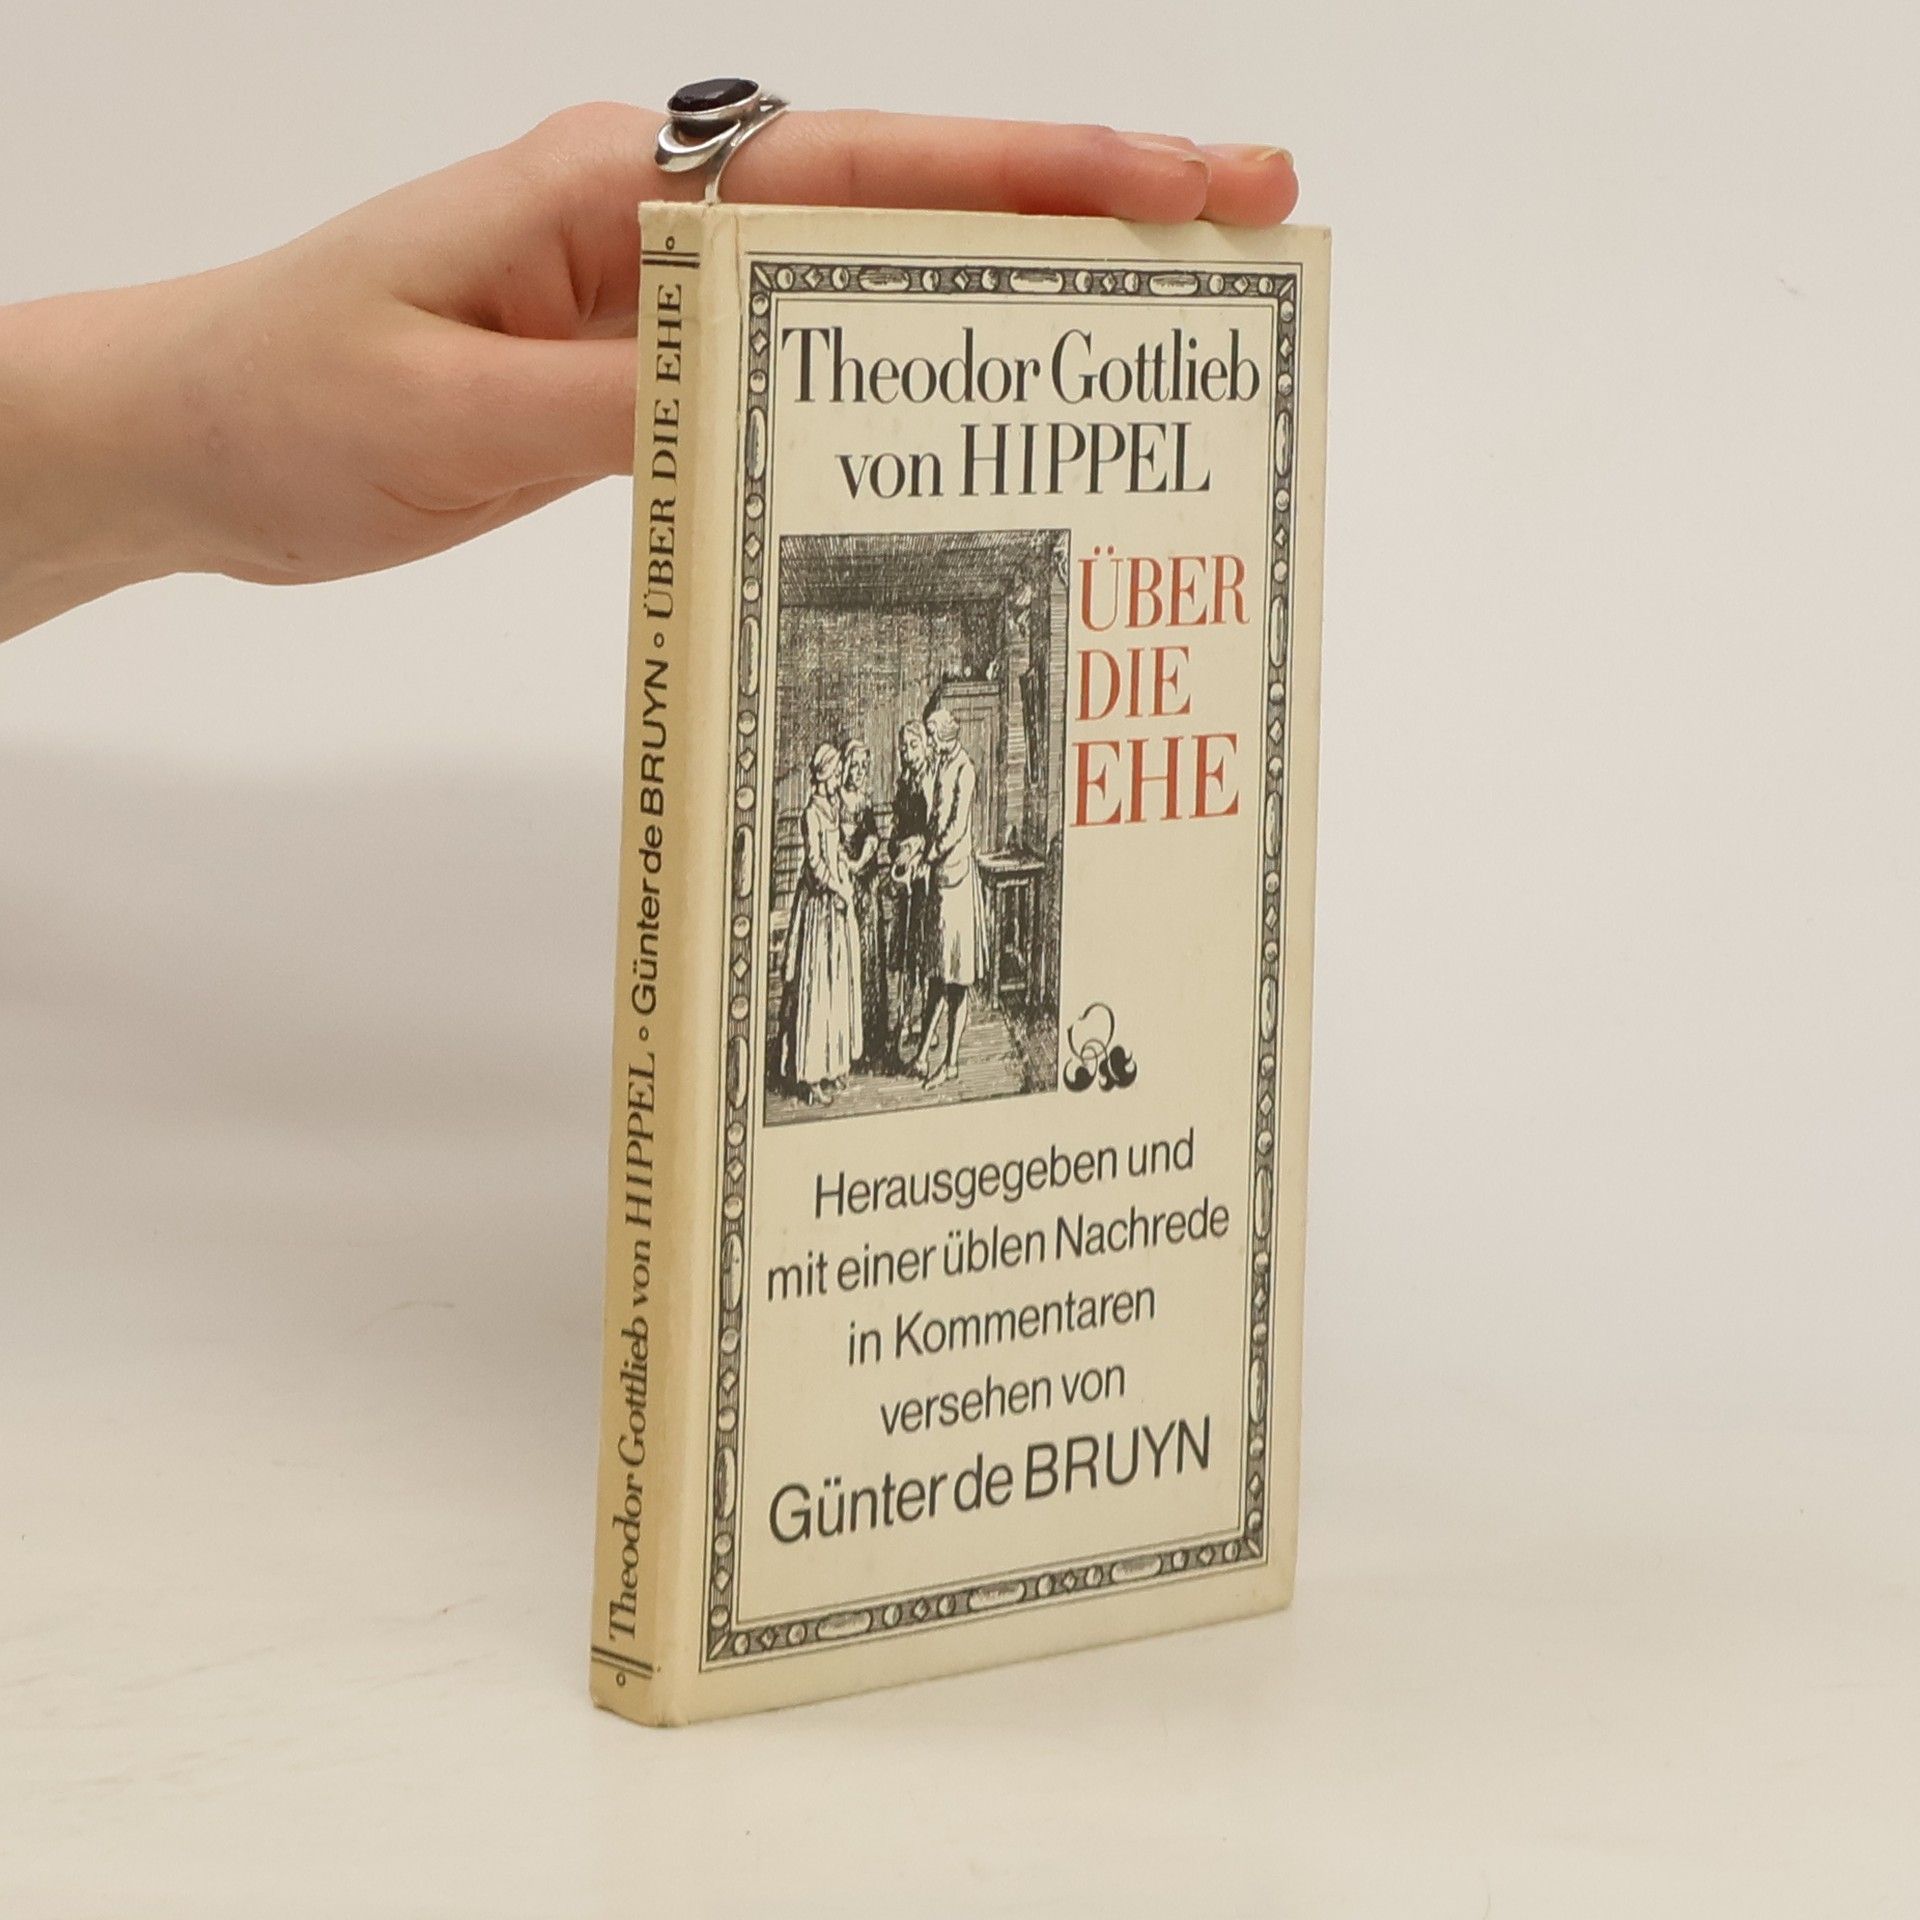 Theodor Gottlieb von HIPPEL ◦ Günter de BRUYN ◦ ÜBER DIE EHE
Theodor Gottlieb
von HIPPEL
ÜBER
DIE
EHE
Herausgegeben und
mit einer üblen Nachrede
in Kommentaren
versehen von
Günter de BRUYN